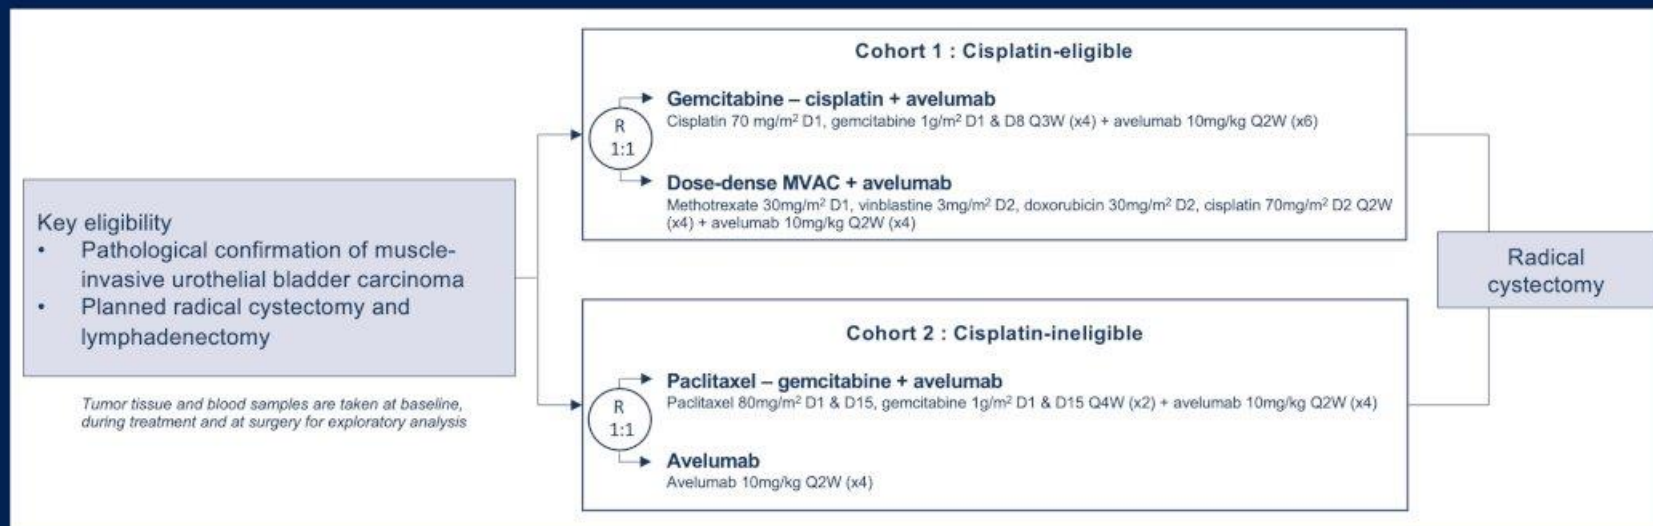 Key eligibility
• Pathological confirmation of muscle-
invasive urothelial bladder carcinoma
• Planned radical cystectomy and
lymphadenectomy
Tumor tissue and blood samples are taken at baseline,
during treatment and at surgery for exploratory analysis
Cohort 1 : Cisplatin-eligible
R
1:1
Gemcitabine – cisplatin + avelumab
Cisplatin 70 mg/m² D1, gemcitabine 1g/m² D1 & D8 Q3W (x4) + avelumab 10mg/kg Q2W (x6)
Dose-dense MVAC + avelumab
Methotrexate 30mg/m² D1, vinblastine 3mg/m² D2, doxorubicin 30mg/m² D2, cisplatin 70mg/m² D2 Q2W
(x4) + avelumab 10mg/kg Q2W (x4)
Cohort 2 : Cisplatin-ineligible
R
1:1
Paclitaxel – gemcitabine + avelumab
Paclitaxel 80mg/m² D1 & D15, gemcitabine 1g/m² D1 & D15 Q4W (x2) + avelumab 10mg/kg Q2W (x4)
Avelumab
Avelumab 10mg/kg Q2W (x4)
Radical
cystectomy